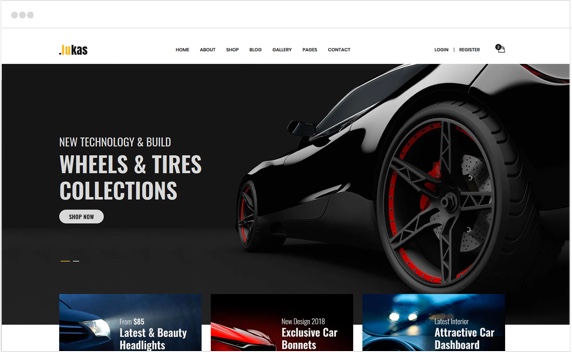 .lukas
HOME ABOUT SHOP BLOG GALLERY PAGES CONTACT
LOGIN | REGISTER
NEW TECHNOLOGY & BUILD
WHEELS & TIRES
COLLECTIONS
SHOP NOW
From $85
Latest & Beauty
Headlights
New Design 2018
Exclusive Car
Bonnets
Latest Interior
Attractive Car
Dashboard